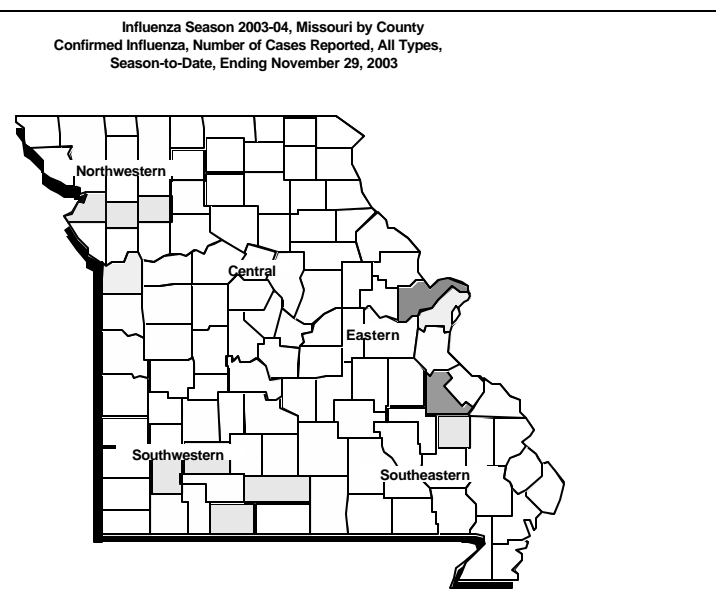 Influenza Season 2003-04, Missouri by County
Confirmed Influenza, Number of Cases Reported, All Types,
Season-to-Date, Ending November 29, 2003
Northwestern
Central
Eastern
Southwestern
Southeastern